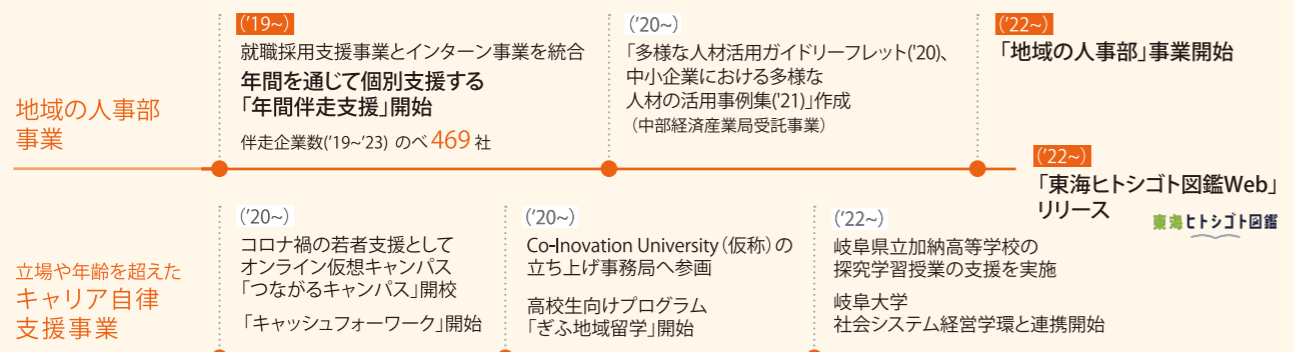 地域の人事部
事業
('19~)
就職採用支援事業とインターン事業を統合
年間を通じて個別支援する
「年間伴走支援」開始
伴走企業数('19~'23) のべ 469 社
('20~)
「多様な人材活用ガイドリーフレット('20)、
中小企業における多様な
人材の活用事例集('21)」作成
（中部経済産業局受託事業）
('22~)
「地域の人事部」事業開始
('22~)
「東海ヒトシゴト図鑑Web」
リリース
東海ヒトシゴト図鑑
立場や年齢を超えた
キャリア自律
支援事業
('20~)
コロナ禍の若者支援として
オンライン仮想キャンパス
「つながるキャンパス」開校
「キャッシュフォーワーク」開始
('20~)
Co-Inovation University（仮称）の
立ち上げ事務局へ参画
高校生向けプログラム
「ぎふ地域留学」開始
('22~)
岐阜県立加納高等学校の
探究学習授業の支援を実施
岐阜大学
社会システム経営学環と連携開始